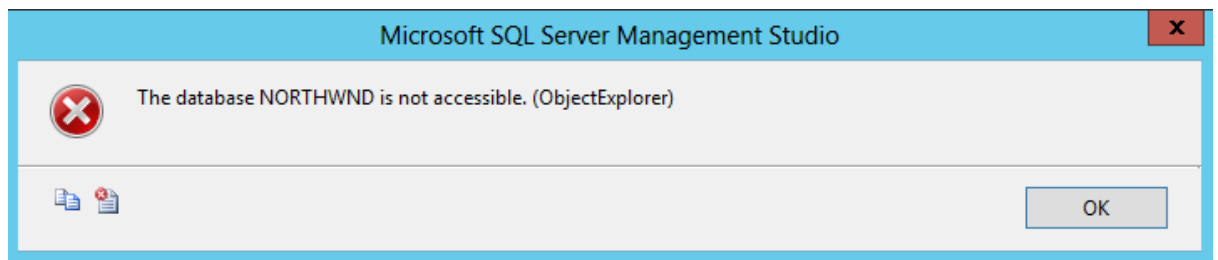 Microsoft SQL Server Management Studio
x
The database NORTHWND is not accessible. (ObjectExplorer)
OK